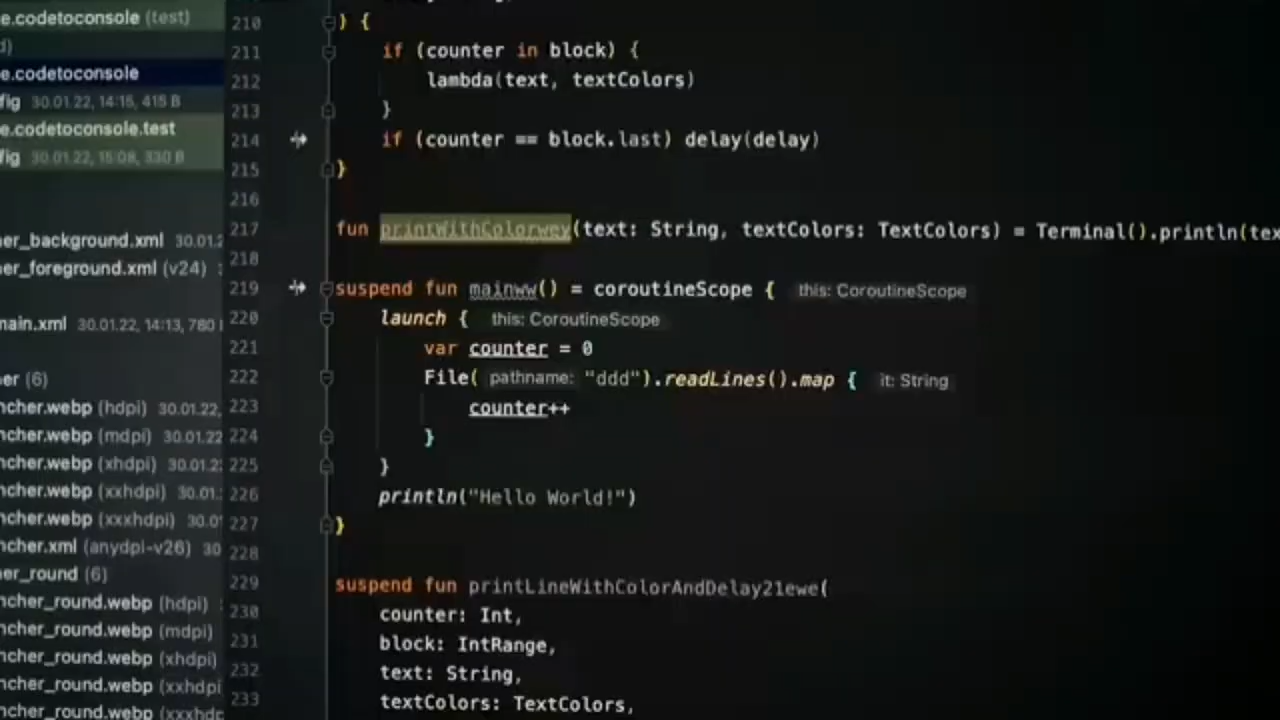 e.codetoconsole (test)
d)
e.codetoconsole
fig 30.01.22, 14:15, 415 B
e.codetoconsole.test
fig 30.01.22, 15:08, 330 B
er_background.xml 30.01.2
er_foreground.xml (v24)
main.xml 30.01.22, 14:13, 780
er (6)
ncher.webp (hdpi) 30.01.22,
ncher.webp (mdpi) 30.01.22
ncher.webp (xhdpi) 30.01.2
ncher.webp (xxhdpi) 30.01.
ncher.webp (xxxhdpi) 30.0
ncher.xml (anydpi-v26) 30
er_round (6)
ncher_round.webp (hdpi)
ncher_round.webp (mdpi)
ncher_round.webp (xhdpi)
ncher_round.webp (xxhdpi
ncher_round.webp (xxxhdp
210 ) {
211 if (counter in block) {
212 lambda(text, textColors)
213 }
214 if (counter == block.last) delay(delay)
215 }
216
217 fun printWithColorwey(text: String, textColors: TextColors) = Terminal().println(tex
218
219 suspend fun mainww() = coroutineScope { this: CoroutineScope
220 launch { this: CoroutineScope
221 var counter = 0
222 File( pathname: "ddd").readLines().map { it: String
223 counter++
224 }
225 }
226 println("Hello World!")
227 }
228
229 suspend fun printLineWithColorAndDelay21ewe(
230 counter: Int,
231 block: IntRange,
232 text: String,
233 textColors: TextColors,